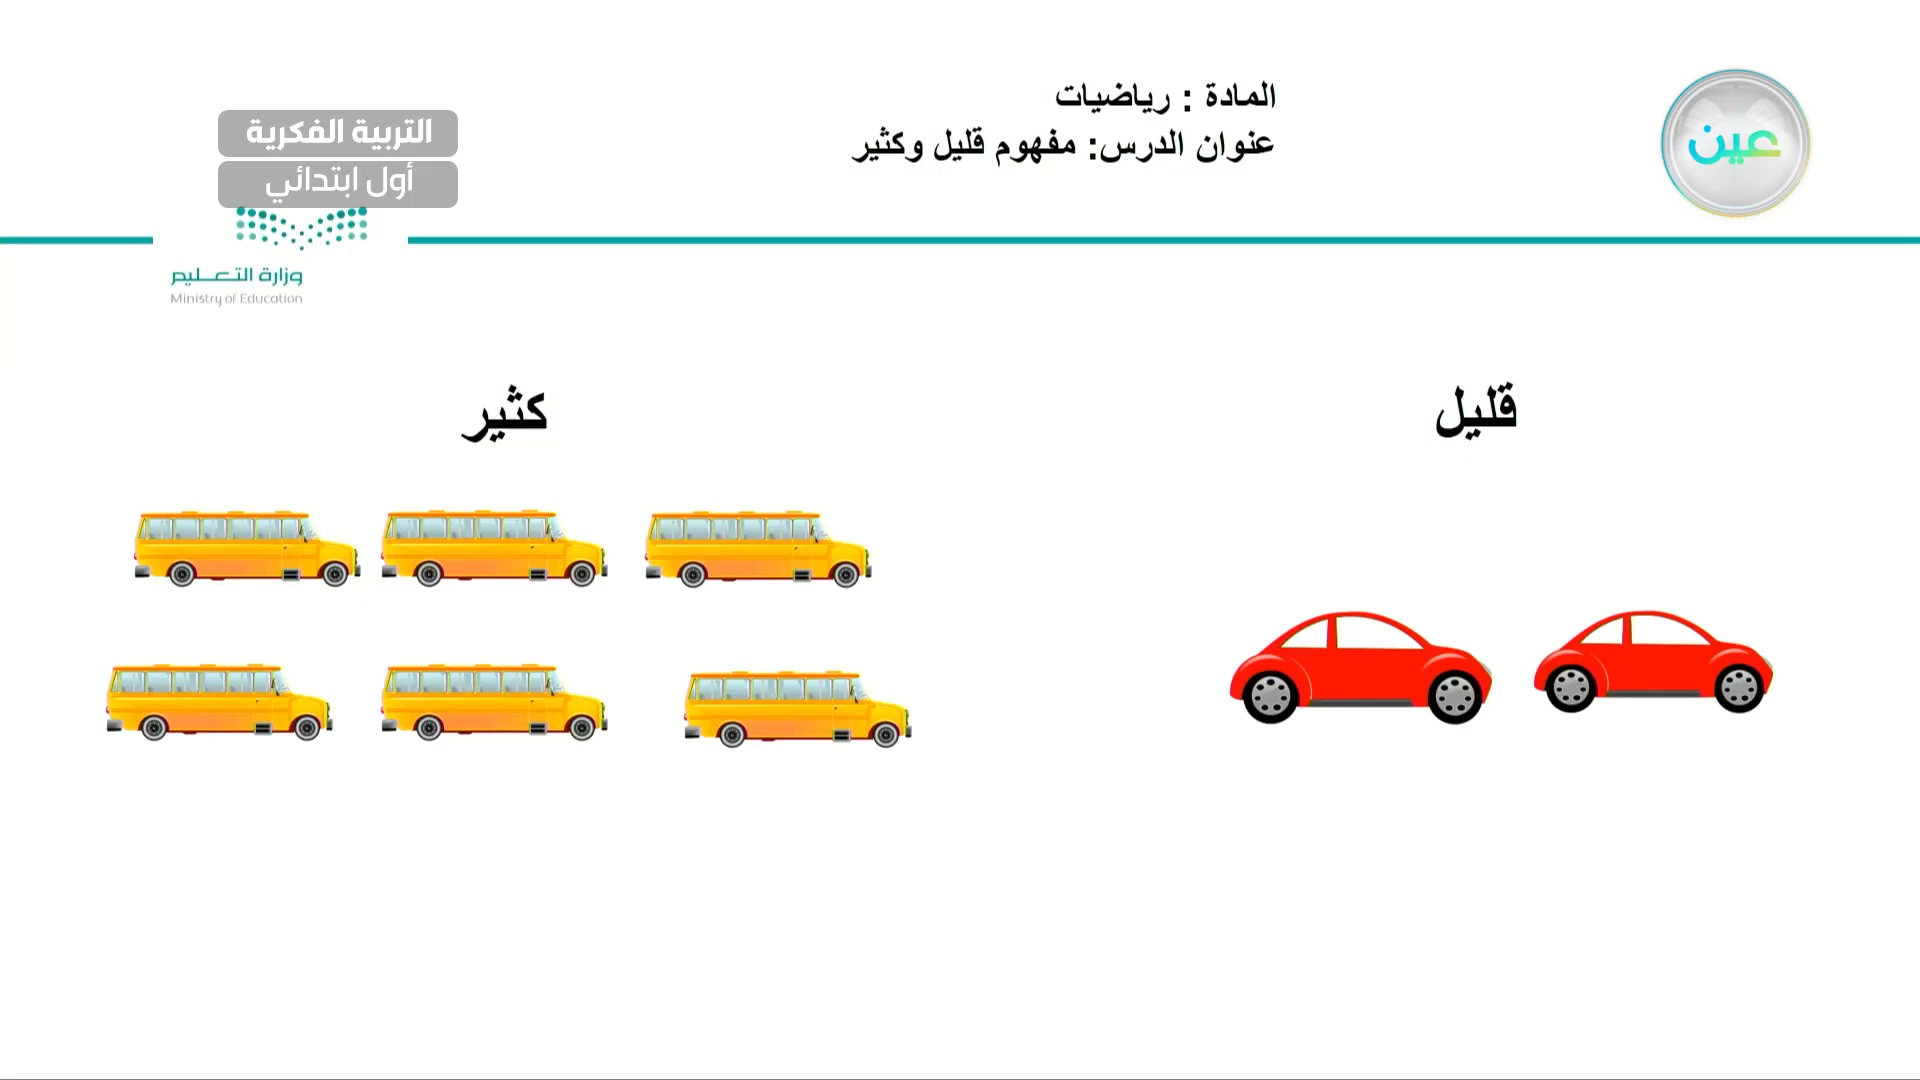 المادة : رياضيات
عنوان الدرس: مفهوم قليل وكثير
عين
التربية الفكرية
أول ابتدائي
وزارة التعليم
Ministry of Education
قليل
كثير